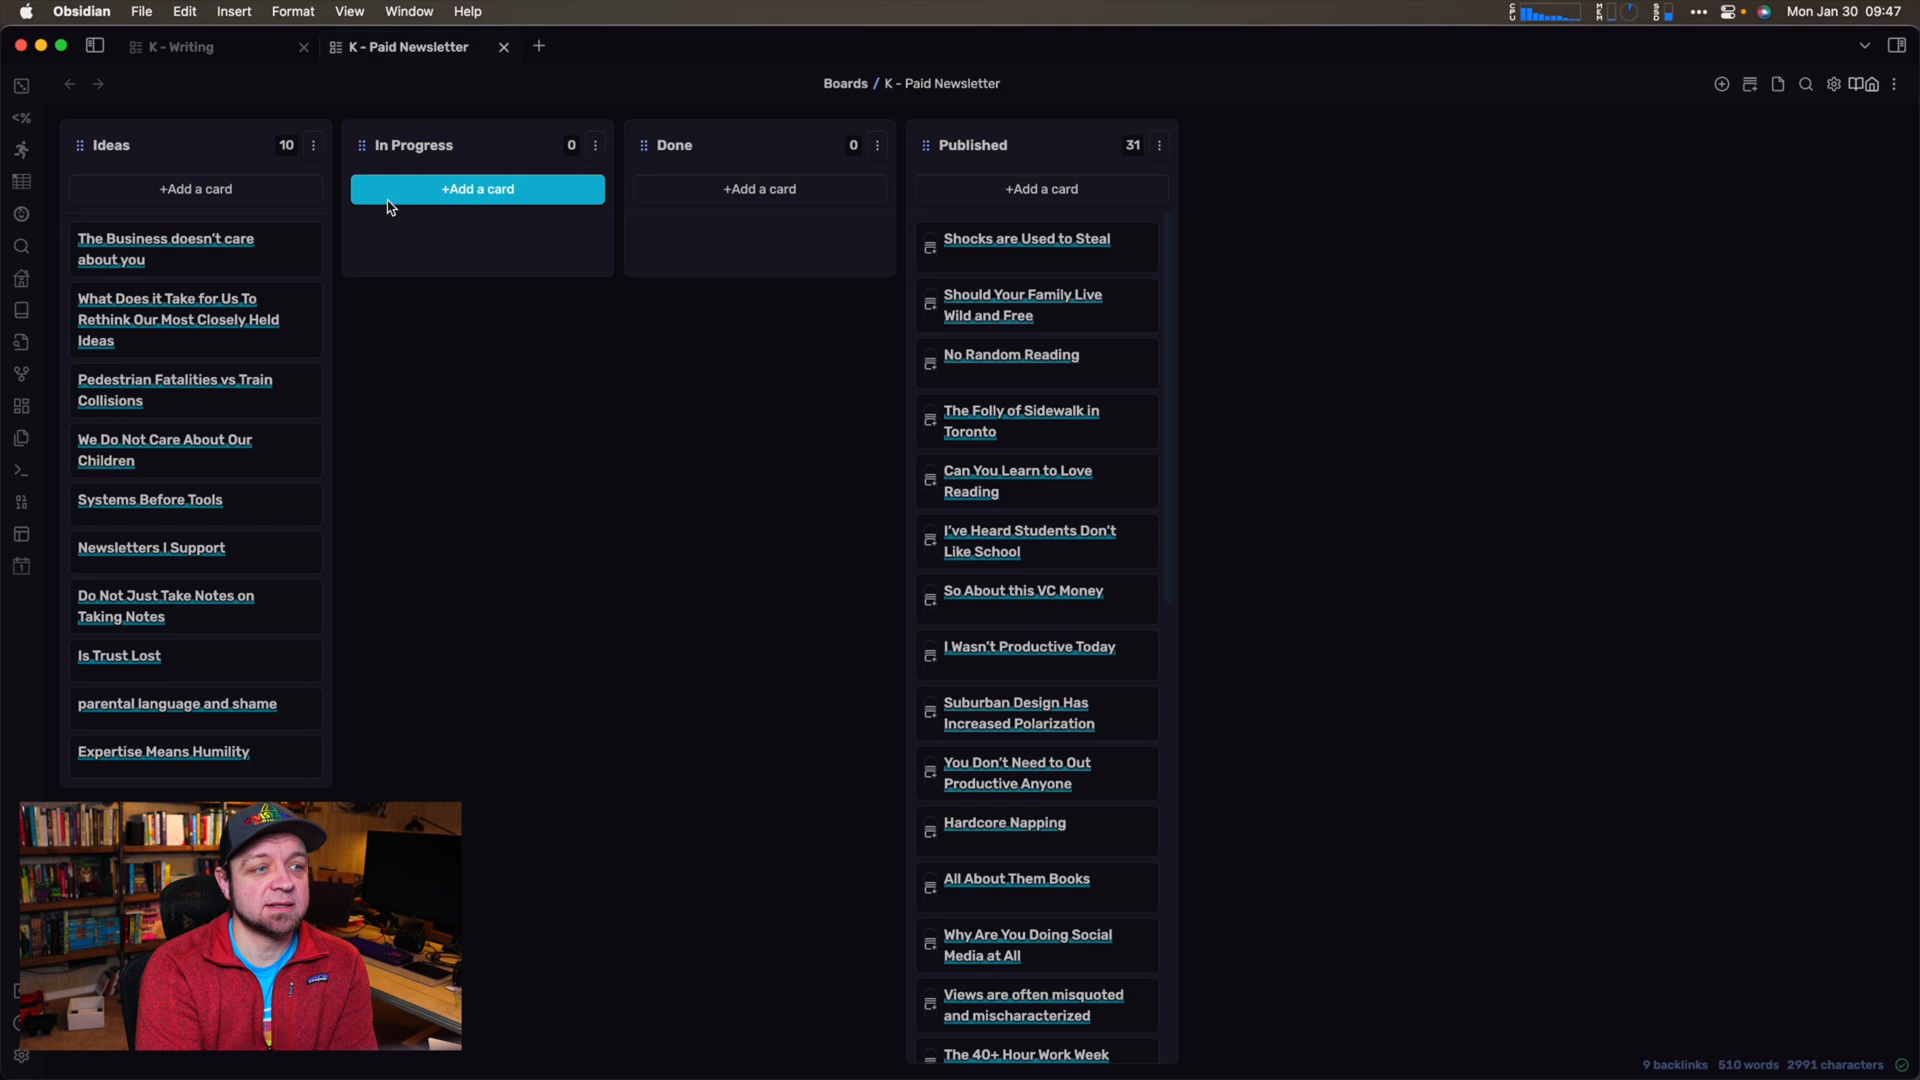 Obsidian File Edit Insert Format View Window Help
Mon Jan 30 09:47
K - Writing
K - Paid Newsletter
Boards / K - Paid Newsletter
Ideas 10
+Add a card
The Business doesn't care
about you
What Does it Take for Us To
Rethink Our Most Closely Held
Ideas
Pedestrian Fatalities vs Train
Collisions
We Do Not Care About Our
Children
Systems Before Tools
Newsletters I Support
Do Not Just Take Notes on
Taking Notes
Is Trust Lost
parental language and shame
Expertise Means Humility
In Progress 0
+Add a card
Done 0
+Add a card
Published 31
+Add a card
Shocks are Used to Steal
Should Your Family Live
Wild and Free
No Random Reading
The Folly of Sidewalk in
Toronto
Can You Learn to Love
Reading
I've Heard Students Don't
Like School
So About this VC Money
I Wasn't Productive Today
Suburban Design Has
Increased Polarization
You Don't Need to Out
Productive Anyone
Hardcore Napping
All About Them Books
Why Are You Doing Social
Media at All
Views are often misquoted
and mischaracterized
The 40+ Hour Work Week
patagonia
9 backlinks 510 words 2991 characters